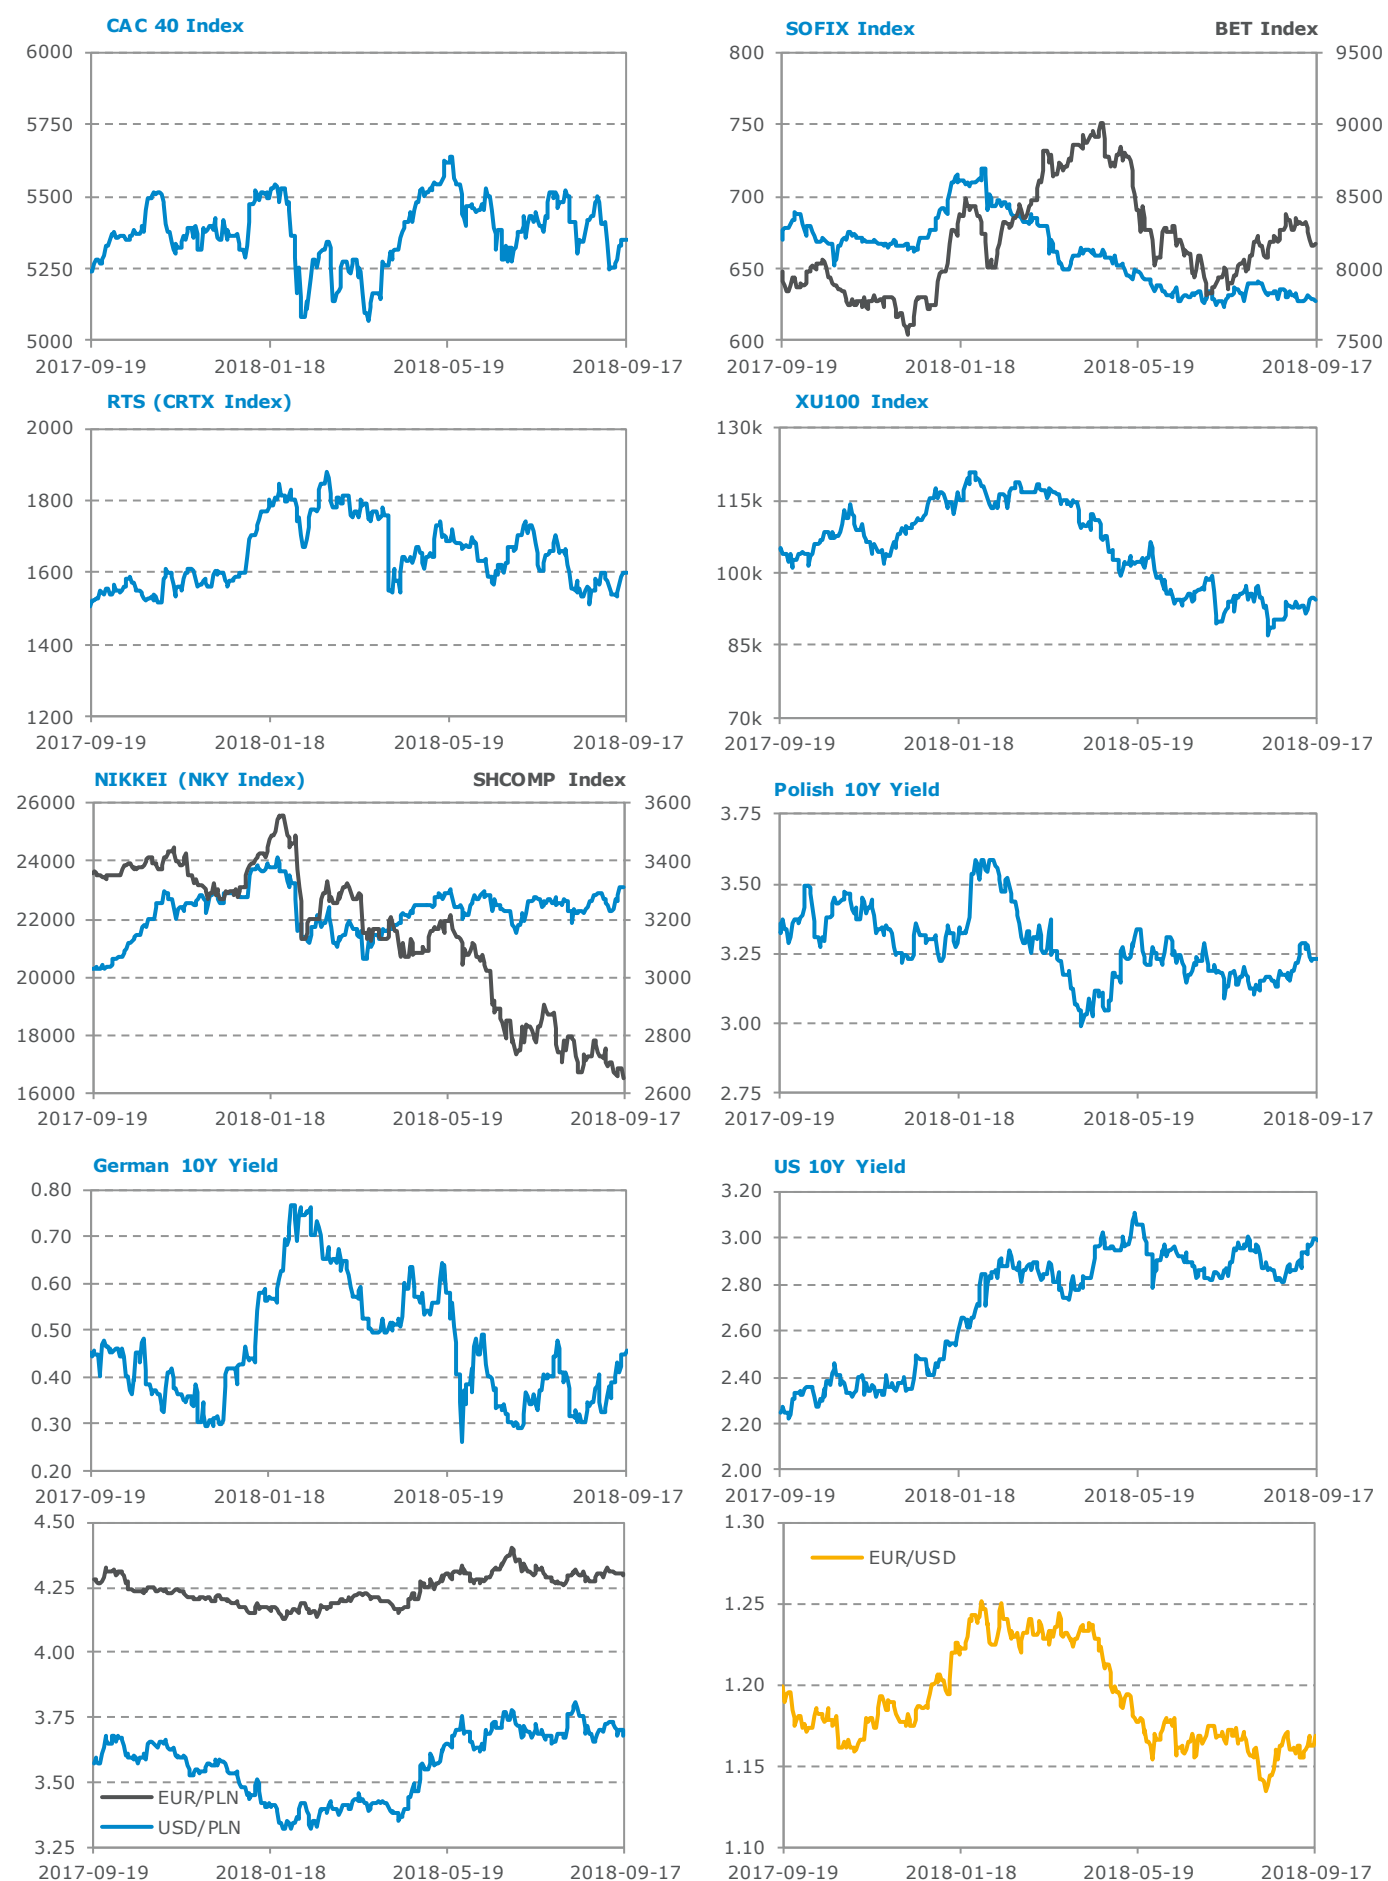 CAC 40 Index
6000
5750
5500
5250
5000
2017-09-19 2018-01-18 2018-05-19 2018-09-17
SOFIX Index BET Index
800 9500
750 9000
700 8500
650 8000
600 7500
2017-09-19 2018-01-18 2018-05-19 2018-09-17
RTS (CRTX Index)
2000
1800
1600
1400
1200
2017-09-19 2018-01-18 2018-05-19 2018-09-17
XU100 Index
130k
115k
100k
85k
70k
2017-09-19 2018-01-18 2018-05-19 2018-09-17
NIKKEI (NKY Index) SHCOMP Index
26000 3600
24000 3400
22000 3200
20000 3000
18000 2800
16000 2600
2017-09-19 2018-01-18 2018-05-19 2018-09-17
Polish 10Y Yield
3.75
3.50
3.25
3.00
2.75
2017-09-19 2018-01-18 2018-05-19 2018-09-17
German 10Y Yield
0.80
0.70
0.60
0.50
0.40
0.30
0.20
2017-09-19 2018-01-18 2018-05-19 2018-09-17
US 10Y Yield
3.20
3.00
2.80
2.60
2.40
2.20
2.00
2017-09-19 2018-01-18 2018-05-19 2018-09-17
4.50
4.25
4.00
3.75
3.50
EUR/PLN
USD/PLN
3.25
2017-09-19 2018-01-18 2018-05-19 2018-09-17
1.30
EUR/USD
1.25
1.20
1.15
1.10
2017-09-19 2018-01-18 2018-05-19 2018-09-17